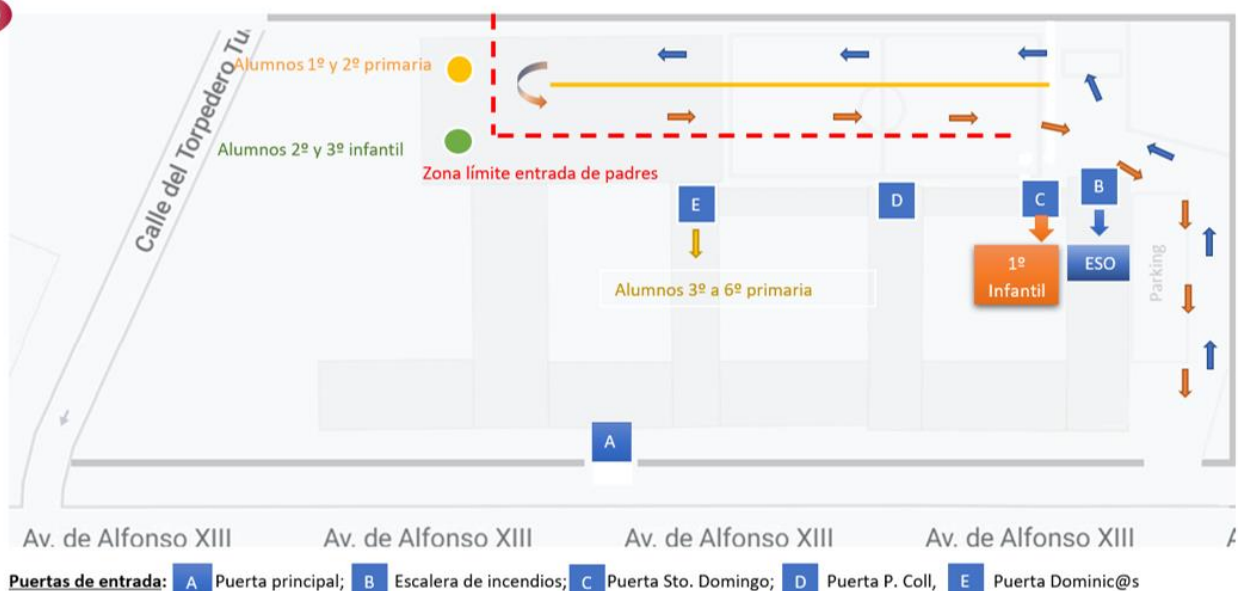 Calle del Torpedero Tu
Alumnos 1º y 2º primaria
Alumnos 2º y 3º infantil
Zona límite entrada de padres
E
D
C
B
1º
Infantil
ESO
Alumnos 3º a 6º primaria
Parking
A
Av. de Alfonso XIII
Av. de Alfonso XIII
Av. de Alfonso XIII
Av. de Alfonso XIII
Puertas de entrada: A Puerta principal; B Escalera de incendios; C Puerta Sto. Domingo; D Puerta P. Coll, E Puerta Dominic@s